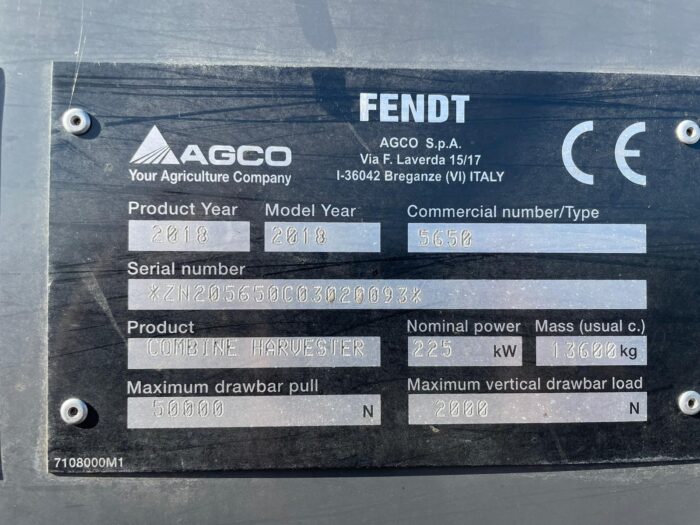 FENDT
AGCO
Your Agriculture Company
AGCO S.p.A.
Via F. Laverda 15/17
I-36042 Breganze (VI) ITALY
CE
Product Year Model Year Commercial number/Type
2018 2018 5650
Serial number
*ZN205650C03020093*
Product Nominal power Mass (usual c.)
COMBINE HARVESTER 225 kW 13600 kg
Maximum drawbar pull Maximum vertical drawbar load
50000 N 2000 N
7108000M1